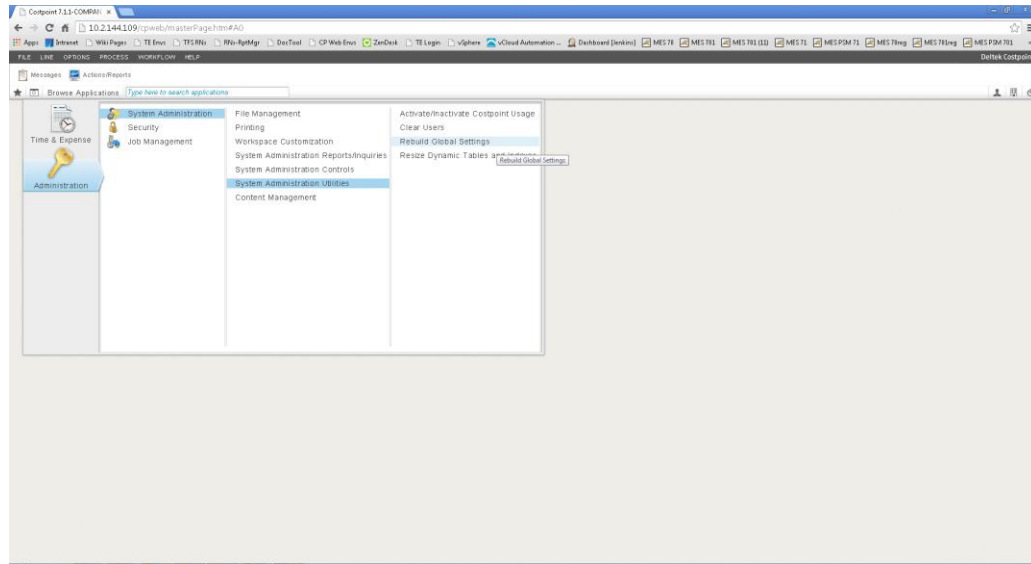 Costpoint 7.1.1-COMPAN
10.2.144.109/cpweb/masterPage.htm#A0
Apps Intranet Wiki Pages TE Envs TFS RNs RNs-RptMgr DocTool CP Web Envs ZenDesk TE Login vSphere vCloud Automation ... Dashboard [Jenkins] MES 78 MES 781 MES 781 (11) MES 71 MES PSM 71 MES 78reg MES 781reg MES PSM 781
FILE LINE OPTIONS PROCESS WORKFLOW HELP Deltek Costpoin
Messages Actions/Reports
Browse Applications Type here to search applications
Time & Expense
Administration
System Administration
Security
Job Management
File Management
Printing
Workspace Customization
System Administration Reports/Inquiries
System Administration Controls
System Administration Utilities
Content Management
Activate/Inactivate Costpoint Usage
Clear Users
Rebuild Global Settings
Resize Dynamic Tables and Indexes
Rebuild Global Settings